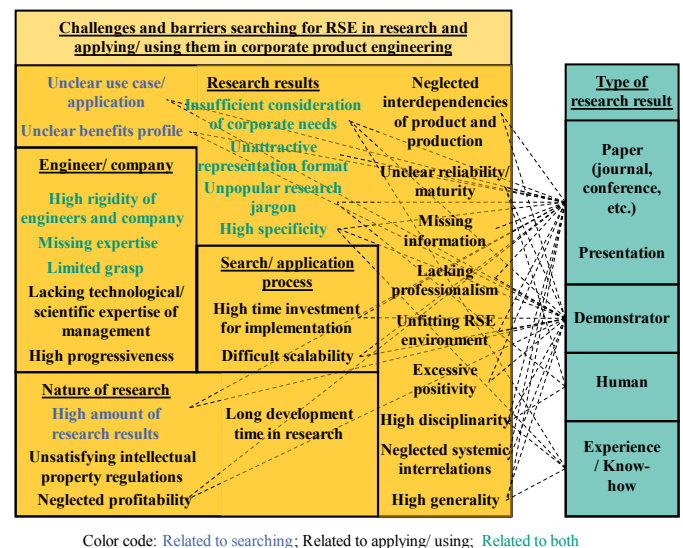 Challenges and barriers searching for RSE in research and
applying/ using them in corporate product engineering
Unclear use case/
application
Unclear benefits profile
Research results
Insufficient consideration
of corporate needs
Unattractive
representation format
Unpopular research
jargon
High specificity
Neglected
interdependencies
of product and
production
Unclear reliability/
maturity
Missing
information
Lacking
professionalism
Unfitting RSE
environment
Excessive
positivity
High disciplinarity
Neglected systemic
interrelations
High generality
Engineer/ company
High rigidity of
engineers and company
Missing expertise
Limited grasp
Lacking technological/
scientific expertise of
management
High progressiveness
Search/ application
process
High time investment
for implementation
Difficult scalability
Nature of research
High amount of
research results
Unsatisfying intellectual
property regulations
Neglected profitability
Long development
time in research
Type of
research result
Paper
(journal,
conference,
etc.)
Presentation
Demonstrator
Human
Experience
/ Know-
how
Color code: Related to searching; Related to applying/ using; Related to both